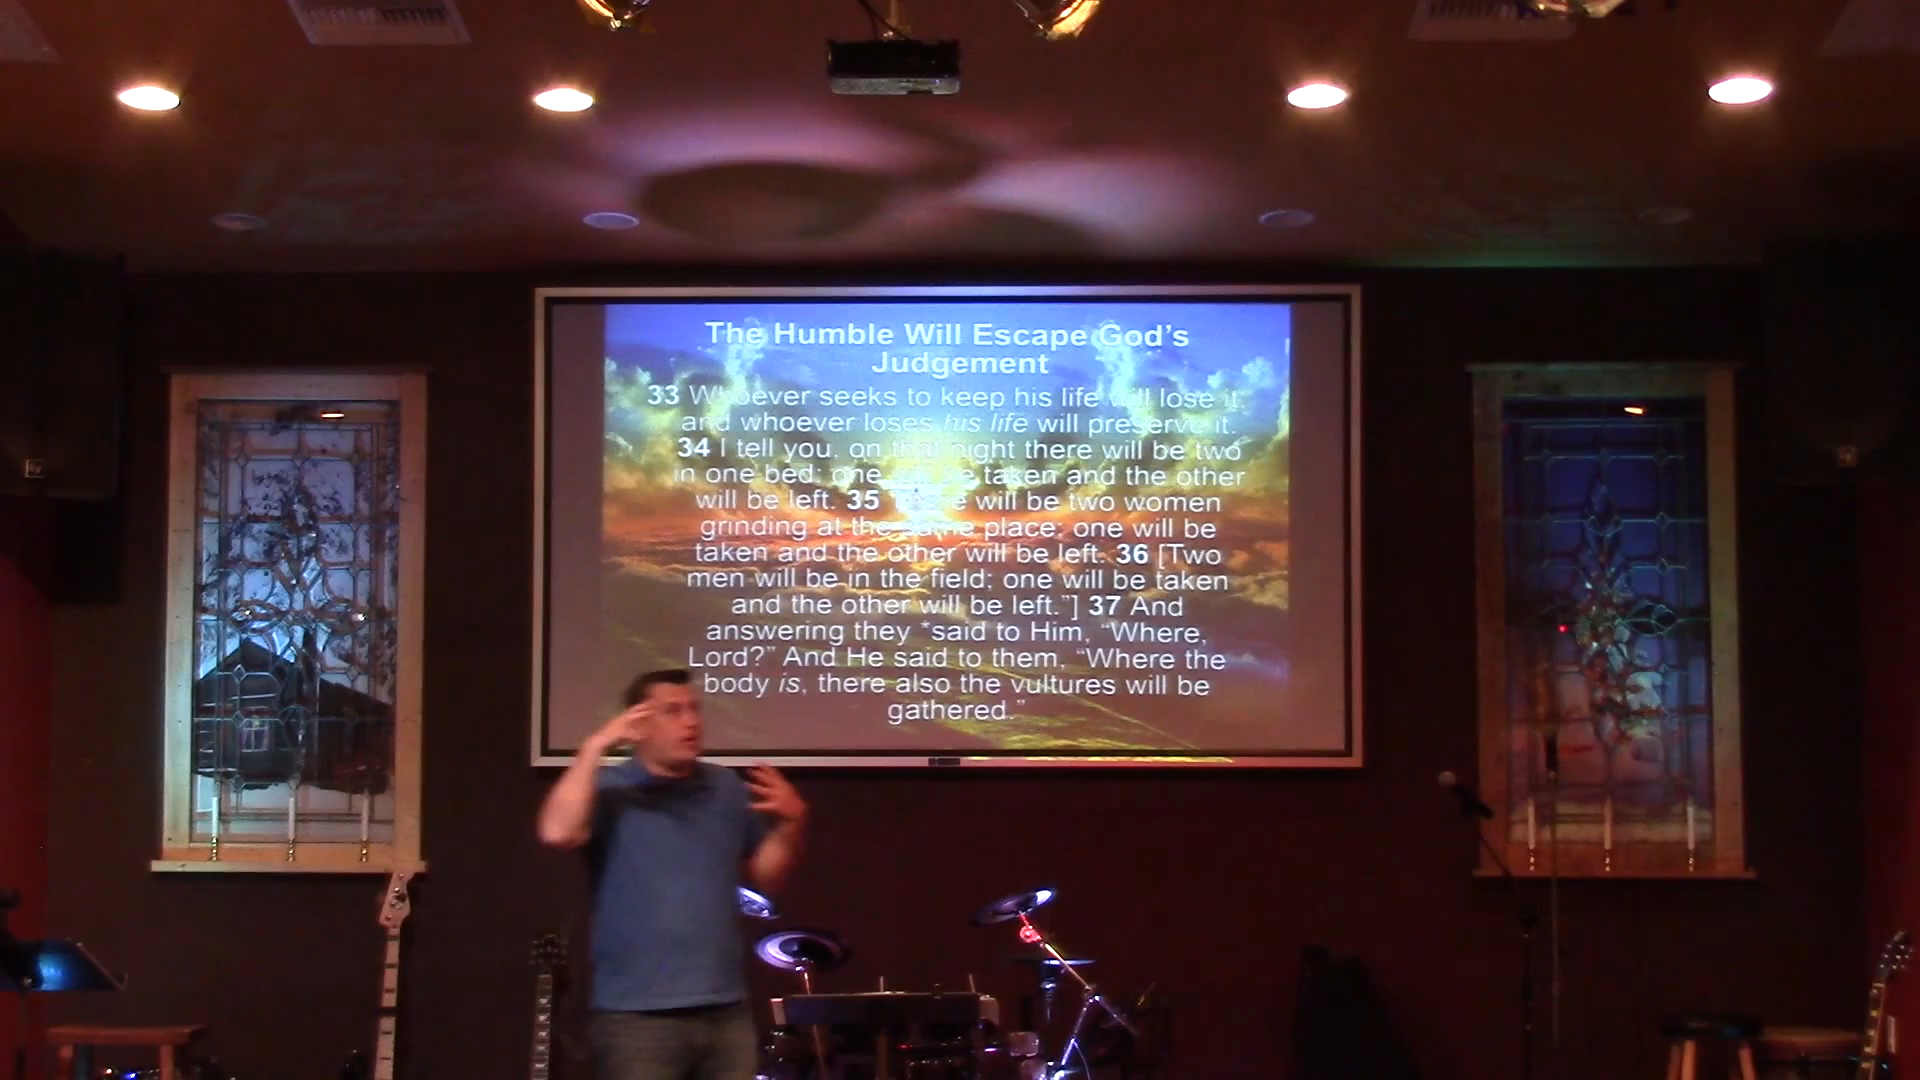 The Humble Will Escape God's
Judgement
33 Whoever seeks to keep his life will lose it,
and whoever loses his life will preserve it.
34 I tell you, on that night there will be two
in one bed; one will be taken and the other
will be left. 35 There will be two women
grinding at the same place; one will be
taken and the other will be left. 36 [Two
men will be in the field; one will be taken
and the other will be left."] 37 And
answering they *said to Him, "Where,
Lord?" And He said to them, "Where the
body is, there also the vultures will be
gathered."